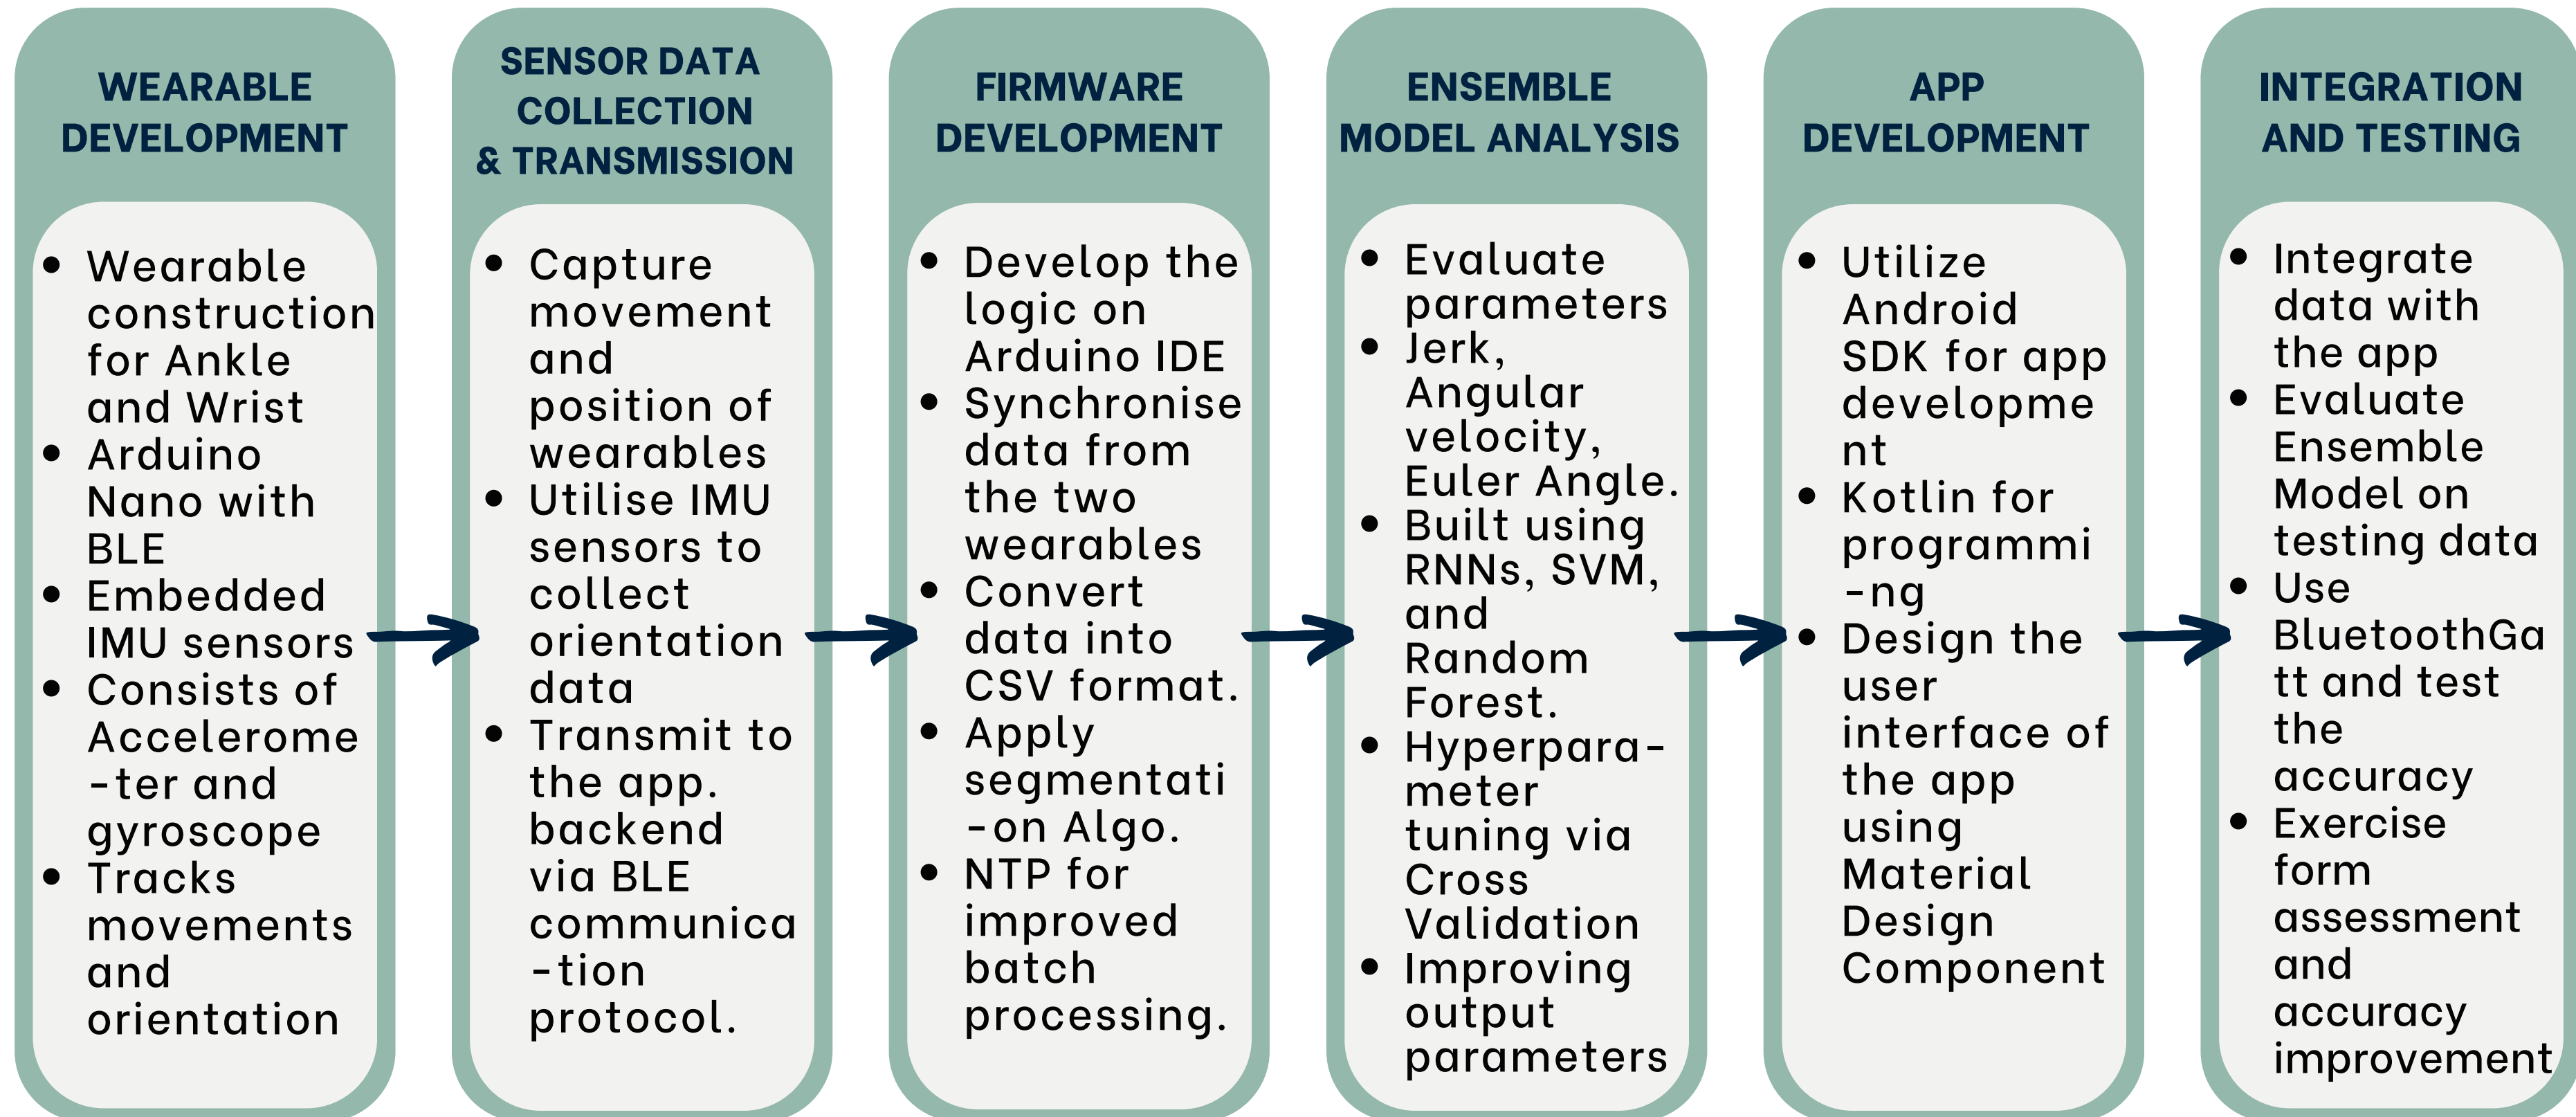 WEARABLE
DEVELOPMENT
• Wearable
construction
for Ankle
and Wrist
• Arduino
Nano with
BLE
• Embedded
IMU sensors
• Consists of
Accelerome
-ter and
gyroscope
• Tracks
movements
and
orientation
SENSOR DATA
COLLECTION
& TRANSMISSION
• Capture
movement
and
position of
wearables
• Utilise IMU
sensors to
collect
orientation
data
• Transmit to
the app.
backend
via BLE
communica
-tion
protocol.
FIRMWARE
DEVELOPMENT
• Develop the
logic on
Arduino IDE
• Synchronise
data from
the two
wearables
• Convert
data into
CSV format.
• Apply
segmentati
-on Algo.
• NTP for
improved
batch
processing.
ENSEMBLE
MODEL ANALYSIS
• Evaluate
parameters
• Jerk,
Angular
velocity,
Euler Angle.
• Built using
RNNs, SVM,
and
Random
Forest.
• Hyperpara-
meter
tuning via
Cross
Validation
• Improving
output
parameters
APP
DEVELOPMENT
• Utilize
Android
SDK for app
developme
nt
• Kotlin for
programmi
-ng
• Design the
user
interface of
the app
using
Material
Design
Component
INTEGRATION
AND TESTING
• Integrate
data with
the app
• Evaluate
Ensemble
Model on
testing data
• Use
BluetoothGa
tt and test
the
accuracy
• Exercise
form
assessment
and
accuracy
improvement